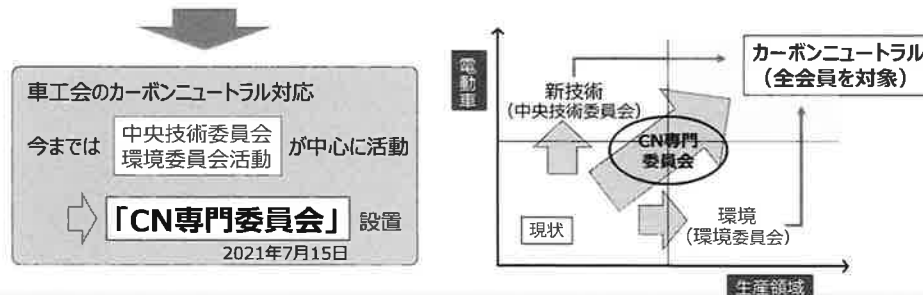 車工会のカーボンニュートラル対応
今までは 中央技術委員会 が中心に活動
環境委員会活動
「CN専門委員会」 設置
2021年7月15日
電動車
カーボンニュートラル
(全会員を対象)
新技術
(中央技術委員会)
CN専門
委員会
現状
環境
(環境委員会)
生産領域